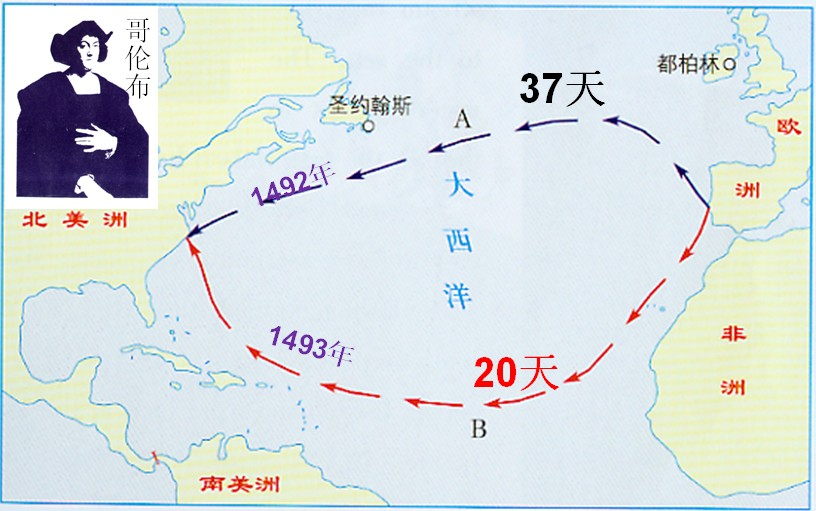 哥伦布
37天
都柏林
圣约翰斯
A
欧
洲
1492年
大
西
洋
北美洲
1493年
20天
非
洲
B
南美洲